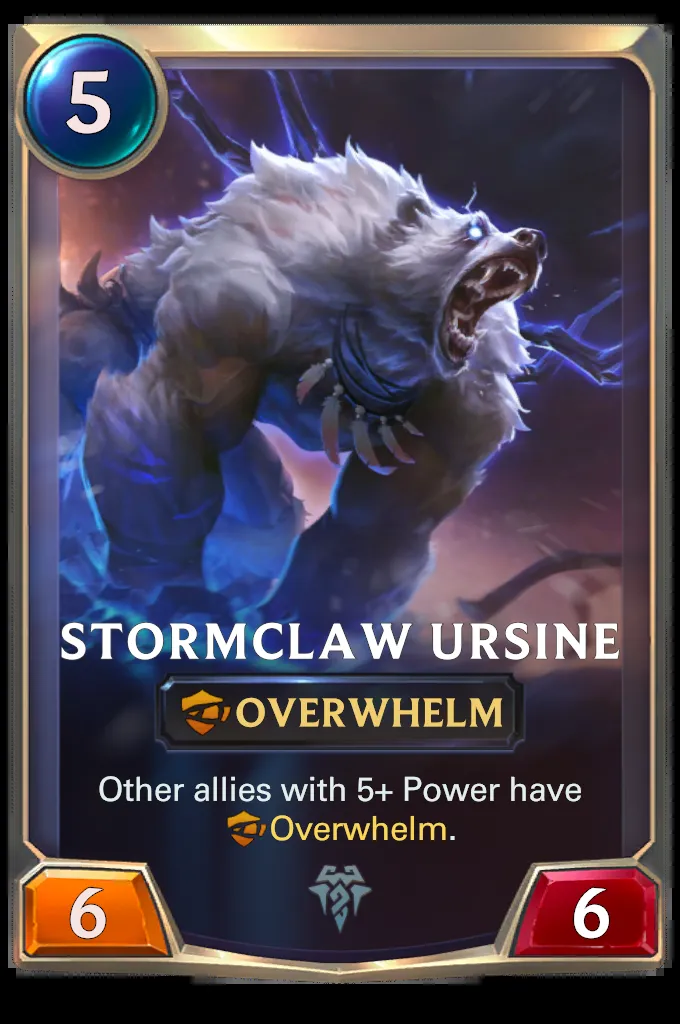 5
STORMCLAW URSINE
OVERWHELM
Other allies with 5+ Power have
Overwhelm.
6
6